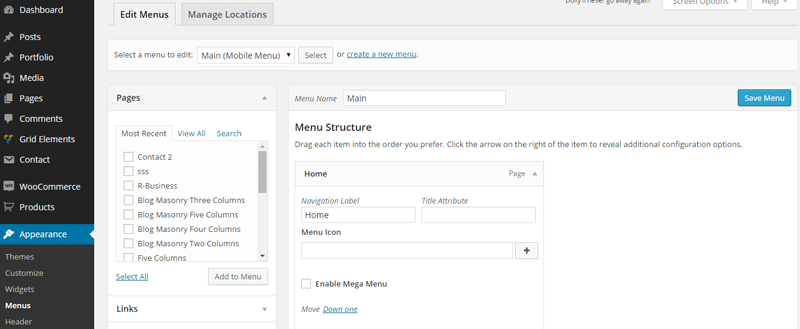 Dashboard
Posts
Portfolio
Media
Pages
Comments
Grid Elements
Contact
WooCommerce
Products
Appearance
Themes
Customize
Widgets
Menus
Header
Dolly'll never go away again
Screen Options
Help
Edit Menus
Manage Locations
Select a menu to edit: Main (Mobile Menu) Select or create a new menu.
Pages
Most Recent View All Search
Contact 2
sss
R-Business
Blog Masonry Three Columns
Blog Masonry Five Columns
Blog Masonry Four Columns
Blog Masonry Two Columns
Five Columns
Select All Add to Menu
Links
Menu Name Main Save Menu
Menu Structure
Drag each item into the order you prefer. Click the arrow on the right of the item to reveal additional configuration options.
Home Page
Navigation Label Title Attribute
Home
Menu Icon
+
Enable Mega Menu
Move Down one